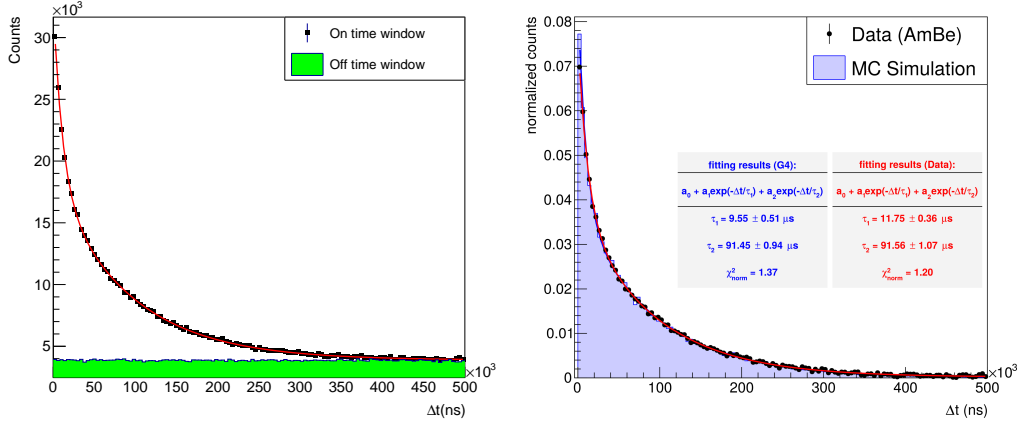 ×10³
Counts
30
25
20
15
10
5
On time window
Off time window
0 50 100 150 200 250 300 350 400 450 500
×10³
Δt(ns)
normalized counts
0.08
0.07
0.06
0.05
0.04
0.03
0.02
0.01
0
Data (AmBe)
MC Simulation
fitting results (G4):
a₀ + a₁exp(-Δt/τ₁) + a₂exp(-Δt/τ₂)
τ₁ = 9.55 ± 0.51 μs
τ₂ = 91.45 ± 0.94 μs
χ²norm = 1.37
fitting results (Data):
a₀ + a₁exp(-Δt/τ₁) + a₂exp(-Δt/τ₂)
τ₁ = 11.75 ± 0.36 μs
τ₂ = 91.56 ± 1.07 μs
χ²norm = 1.20
0 100 200 300 400 500
×10³
Δt (ns)